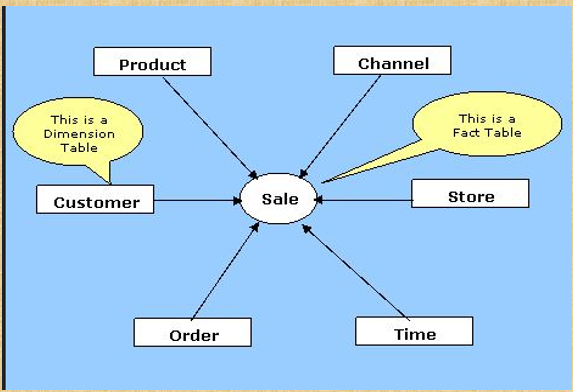 Product
Channel
This is a
Dimension
Table
This is a
Fact Table
Customer
Sale
Store
Order
Time